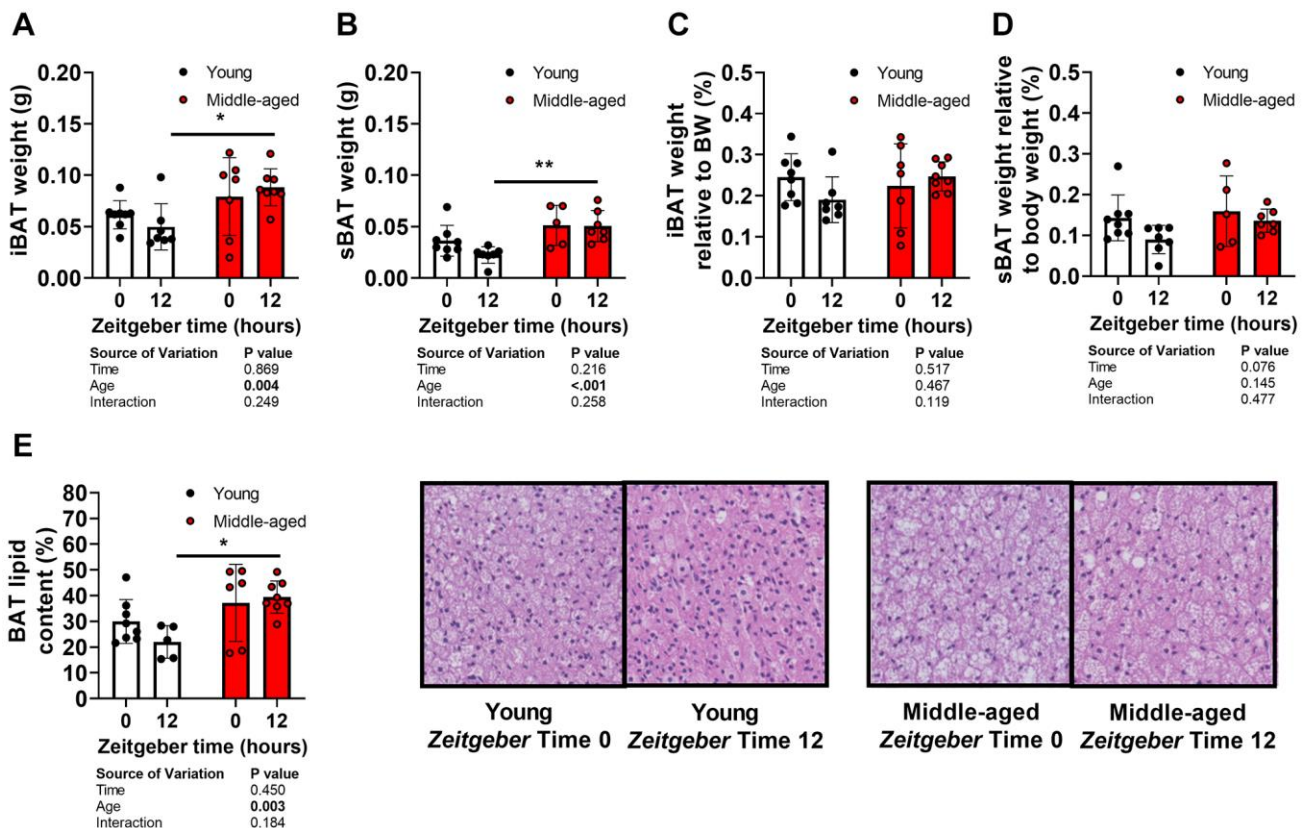 A
iBAT weight (g)
0.20
0.15
0.10
0.05
0.00
Young
Middle-aged
*
0 12 0 12
Zeitgeber time (hours)
Source of Variation P value
Time 0.869
Age 0.004
Interaction 0.249
B
sBAT weight (g)
0.20
0.15
0.10
0.05
0.00
Young
Middle-aged
**
0 12 0 12
Zeitgeber time (hours)
Source of Variation P value
Time 0.216
Age <.001
Interaction 0.258
C
iBAT weight
relative to BW (%)
0.5
0.4
0.3
0.2
0.1
0.0
Young
Middle-aged
0 12 0 12
Zeitgeber time (hours)
Source of Variation P value
Time 0.517
Age 0.467
Interaction 0.119
D
sBAT weight relative
to body weight (%)
0.5
0.4
0.3
0.2
0.1
0.0
Young
Middle-aged
0 12 0 12
Zeitgeber time (hours)
Source of Variation P value
Time 0.076
Age 0.145
Interaction 0.477
E
BAT lipid
content (%)
80
70
60
50
40
30
20
10
0
Young
Middle-aged
*
0 12 0 12
Zeitgeber time (hours)
Source of Variation P value
Time 0.450
Age 0.003
Interaction 0.184
Young
Zeitgeber Time 0
Young
Zeitgeber Time 12
Middle-aged
Zeitgeber Time 0
Middle-aged
Zeitgeber Time 12